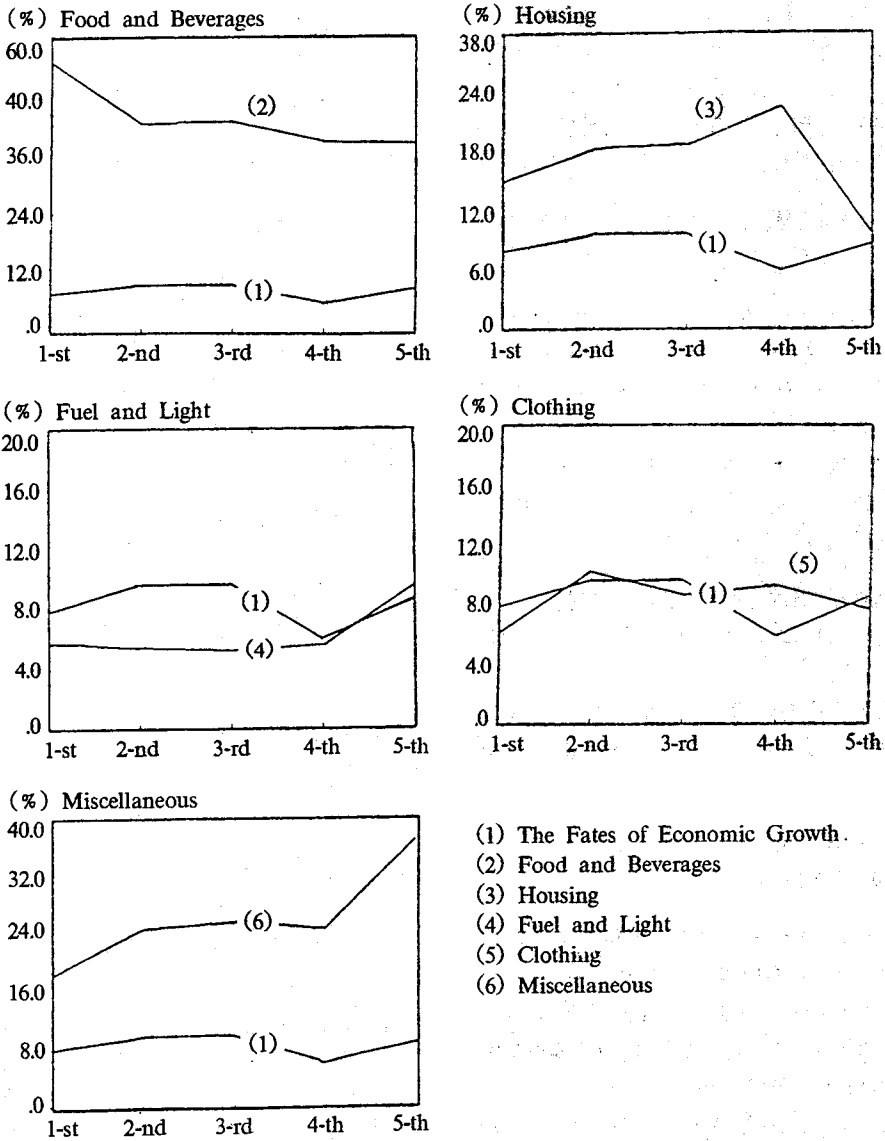 (%) Food and Beverages
60.0
40.0
36.0
24.0
12.0
.0
(2)
(1)
1-st 2-nd 3-rd 4-th 5-th
(%) Housing
38.0
24.0
18.0
12.0
6.0
.0
(3)
(1)
1-st 2-nd 3-rd 4-th 5-th
(%) Fuel and Light
20.0
16.0
12.0
8.0
4.0
.0
(1)
(4)
1-st 2-nd 3-rd 4-th 5-th
(%) Clothing
20.0
16.0
12.0
8.0
4.0
.0
(5)
(1)
1-st 2-nd 3-rd 4-th 5-th
(%) Miscellaneous
40.0
32.0
24.0
16.0
8.0
.0
(6)
(1)
1-st 2-nd 3-rd 4-th 5-th
(1) The Fates of Economic Growth.
(2) Food and Beverages
(3) Housing
(4) Fuel and Light
(5) Clothing
(6) Miscellaneous